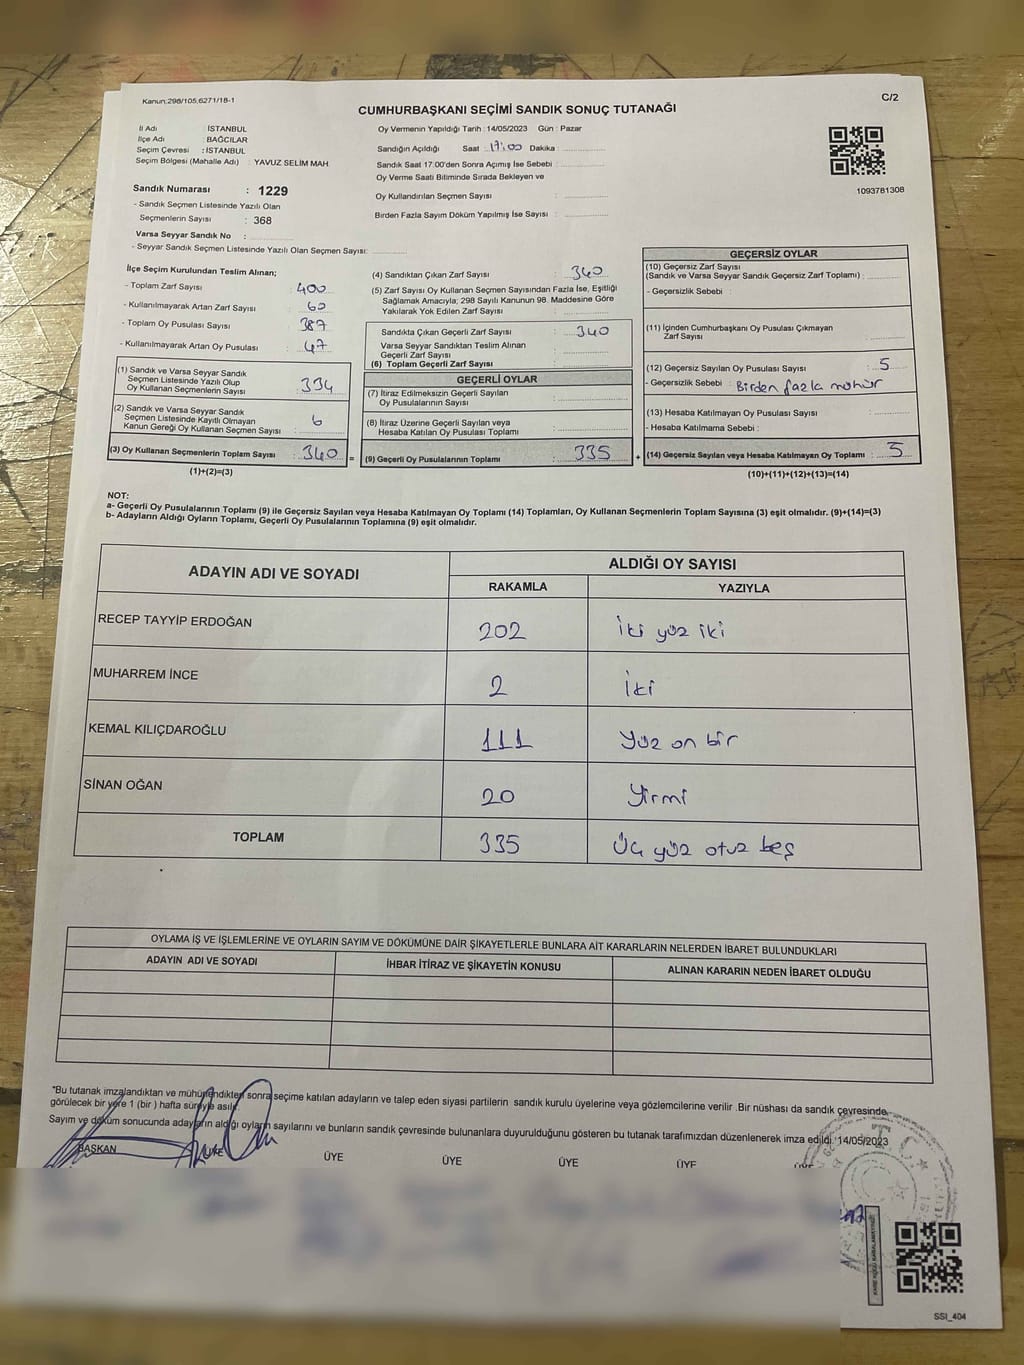 Kanun:298/105,6271/18-1
C/2
CUMHURBAŞKANI SEÇİMİ SANDIK SONUÇ TUTANAĞI
İl Adı : İSTANBUL
İlçe Adı : BAĞCILAR
Seçim Çevresi : İSTANBUL
Seçim Bölgesi (Mahalle Adı) : YAVUZ SELİM MAH.
Oy Vermenin Yapıldığı Tarih : 14/05/2023 Gün : Pazar
Sandığın Açıldığı Saat : 17:00 Dakika :
Sandık Saat 17:00'den Sonra Açımış İse Sebebi :
Oy Verme Saati Bitiminde Sırada Bekleyen ve
Oy Kullandırılan Seçmen Sayısı :
Birden Fazla Sayım Döküm Yapılmış İse Sayısı :
1093781308
Sandık Numarası : 1229
- Sandık Seçmen Listesinde Yazılı Olan
Seçmenlerin Sayısı : 368
Varsa Seyyar Sandık No :
- Seyyar Sandık Seçmen Listesinde Yazılı Olan Seçmen Sayısı:
İlçe Seçim Kurulundan Teslim Alınan;
- Toplam Zarf Sayısı : 400
- Kullanılmayarak Artan Zarf Sayısı : 60
- Toplam Oy Pusulası Sayısı : 387
- Kullanılmayarak Artan Oy Pusulası : 47
(1) Sandık ve Varsa Seyyar Sandık
Seçmen Listesinde Yazılı Olup
Oy Kullanan Seçmenlerin Sayısı : 334
(2) Sandık ve Varsa Seyyar Sandık
Seçmen Listesinde Kayıtlı Olmayan
Kanun Gereği Oy Kullanan Seçmen Sayısı : 6
(3) Oy Kullanan Seçmenlerin Toplam Sayısı : 340 =
(1)+(2)=(3)
(4) Sandıktan Çıkan Zarf Sayısı : 340
(5) Zarf Sayısı Oy Kullanan Seçmen Sayısından Fazla İse, Eşitliği
Sağlamak Amacıyla; 298 Sayılı Kanunun 98. Maddesine Göre
Yakılarak Yok Edilen Zarf Sayısı :
Sandıkta Çıkan Geçerli Zarf Sayısı : 340
Varsa Seyyar Sandıktan Teslim Alınan
Geçerli Zarf Sayısı :
(6) Toplam Geçerli Zarf Sayısı :
GEÇERLİ OYLAR
(7) İtiraz Edilmeksizin Geçerli Sayılan
Oy Pusulalarının Sayısı :
(8) İtiraz Üzerine Geçerli Sayılan veya
Hesaba Katılan Oy Pusulası Toplamı :
(9) Geçerli Oy Pusulalarının Toplamı : 335 +
GEÇERSİZ OYLAR
(10) Geçersiz Zarf Sayısı
(Sandık ve Varsa Seyyar Sandık Geçersiz Zarf Toplamı) :
- Geçersizlik Sebebi :
(11) İçinden Cumhurbaşkanı Oy Pusulası Çıkmayan
Zarf Sayısı :
(12) Geçersiz Sayılan Oy Pusulası Sayısı : 5
- Geçersizlik Sebebi : Birden fazla mühür
(13) Hesaba Katılmayan Oy Pusulası Sayısı :
- Hesaba Katılmama Sebebi :
(14) Geçersiz Sayılan veya Hesaba Katılmayan Oy Toplamı : 5
(10)+(11)+(12)+(13)=(14)
NOT:
a- Geçerli Oy Pusulalarının Toplamı (9) ile Geçersiz Sayılan veya Hesaba Katılmayan Oy Toplamı (14) Toplamları, Oy Kullanan Seçmenlerin Toplam Sayısına (3) eşit olmalıdır. (9)+(14)=(3)
b- Adayların Aldığı Oyların Toplamı, Geçerli Oy Pusulalarının Toplamına (9) eşit olmalıdır.
ADAYIN ADI VE SOYADI
ALDIĞI OY SAYISI
RAKAMLA YAZIYLA
RECEP TAYYİP ERDOĞAN 202 İki yüz iki
MUHARREM İNCE 2 İki
KEMAL KILIÇDAROĞLU 111 Yüz on bir
SİNAN OĞAN 20 Yirmi
TOPLAM 335 Üç yüz otuz beş
OYLAMA İŞ VE İŞLEMLERİNE VE OYLARIN SAYIM VE DÖKÜMÜNE DAİR ŞİKAYETLERLE BUNLARA AİT KARARLARIN NELERDEN İBARET BULUNDUKLARI
ADAYIN ADI VE SOYADI İHBAR İTİRAZ VE ŞİKAYETİN KONUSU ALINAN KARARIN NEDEN İBARET OLDUĞU
*Bu tutanak imzalandıktan ve mühürlendikten sonra seçime katılan adayların ve talep eden siyasi partilerin sandık kurulu üyelerine veya gözlemcilerine verilir .Bir nüshası da sandık çevresinde
görülecek bir yere 1 (bir) hafta süreyle asılır.
Sayım ve döküm sonucunda adayların aldığı oyların sayılarını ve bunların sandık çevresinde bulunanlara duyurulduğunu gösteren bu tutanak tarafımızdan düzenlenerek imza edildi. 14/05/2023
BAŞKAN ÜYE ÜYE ÜYE ÜYE ÜYE ÜYE
T.C.
SSI_404